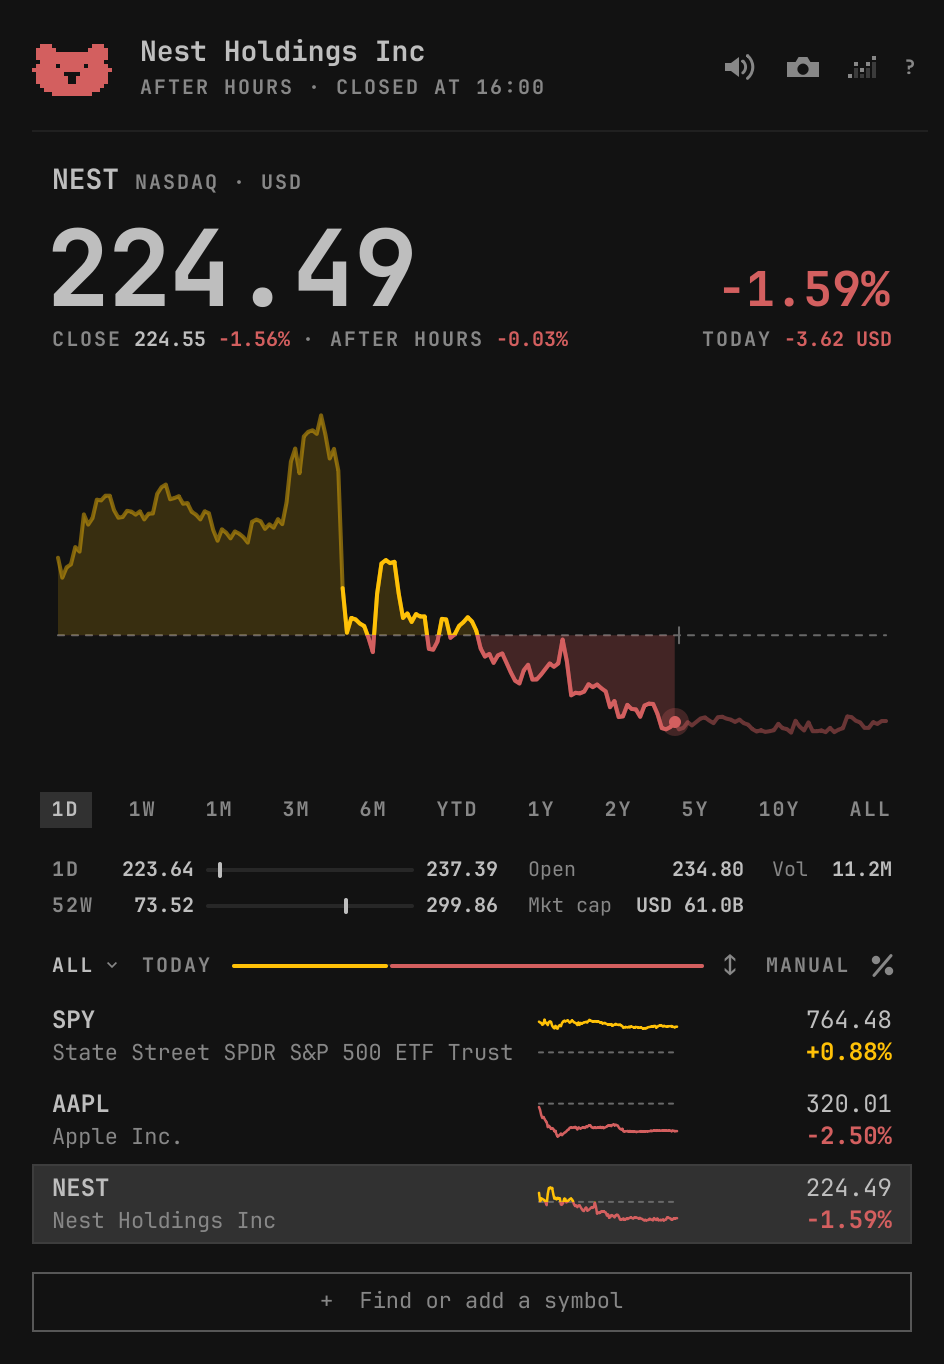 Nest Holdings Inc
AFTER HOURS · CLOSED AT 16:00
?
NEST NASDAQ · USD
224.49
-1.59%
CLOSE 224.55 -1.56% · AFTER HOURS -0.03%
TODAY -3.62 USD
1D 1W 1M 3M 6M YTD 1Y 2Y 5Y 10Y ALL
1D 223.64 237.39 Open 234.80 Vol 11.2M
52W 73.52 299.86 Mkt cap USD 61.0B
ALL TODAY MANUAL %
SPY 764.48
State Street SPDR S&P 500 ETF Trust +0.88%
AAPL 320.01
Apple Inc. -2.50%
NEST 224.49
Nest Holdings Inc -1.59%
+ Find or add a symbol